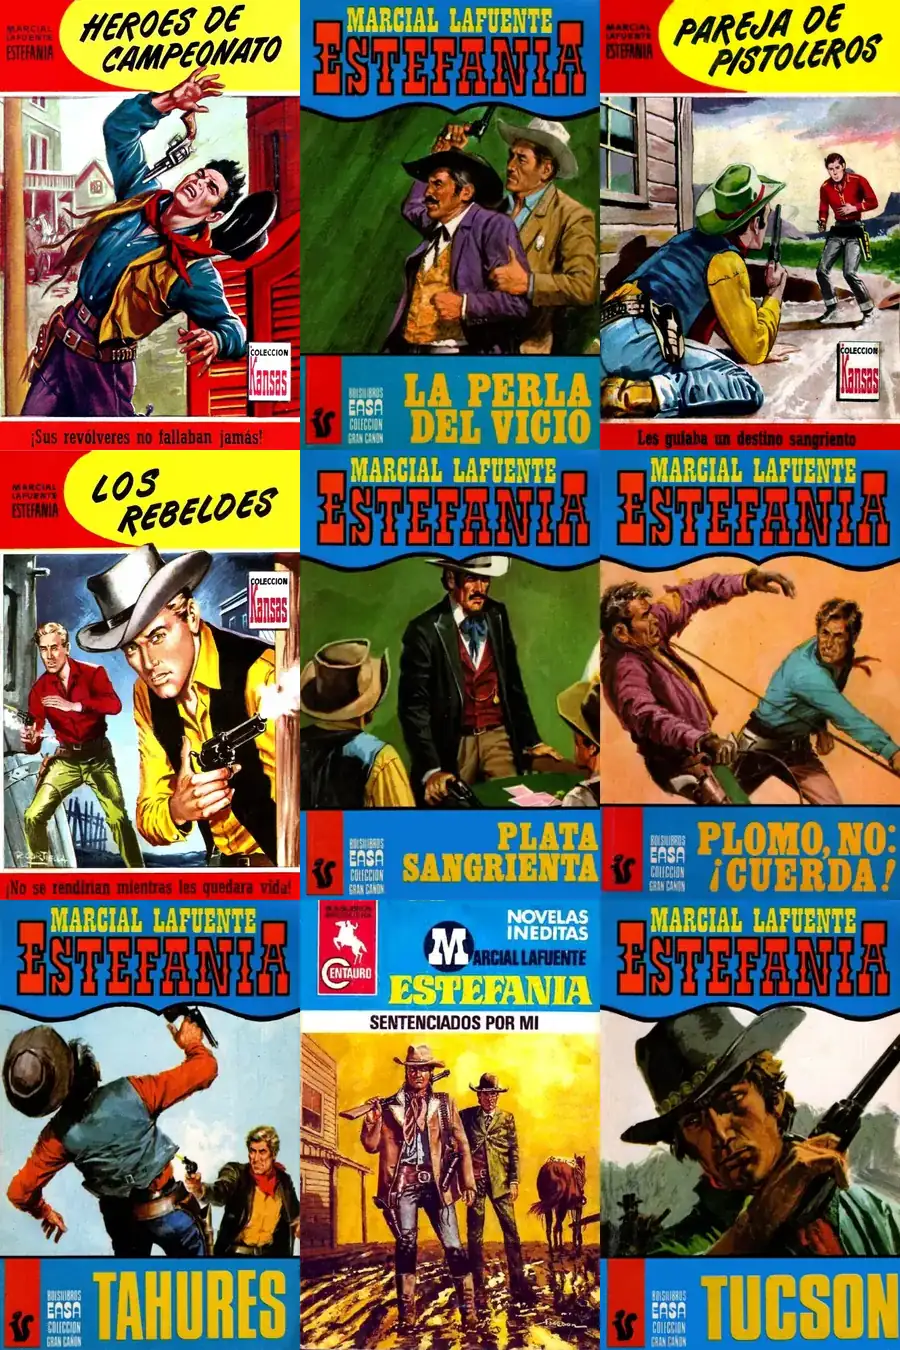 MARCIAL
LAFUENTE
ESTEFANIA
HEROES DE
CAMPEONATO
COLECCION
Kansas
¡Sus revólveres no fallaban jamás!
MARCIAL LAFUENTE
ESTEFANIA
BOLSILIBROS
EASA
COLECCION
GRAN CAÑON
LA PERLA
DEL VICIO
MARCIAL
LAFUENTE
ESTEFANIA
PAREJA DE
PISTOLEROS
COLECCION
Kansas
Les guiaba un destino sangriento
MARCIAL
LAFUENTE
ESTEFANIA
LOS
REBELDES
COLECCION
Kansas
¡No se rendirían mientras les quedara vida!
MARCIAL LAFUENTE
ESTEFANIA
BOLSILIBROS
EASA
COLECCION
GRAN CAÑON
PLATA
SANGRIENTA
MARCIAL LAFUENTE
ESTEFANIA
BOLSILIBROS
EASA
COLECCION
GRAN CAÑON
PLOMO, NO:
¡CUERDA!
MARCIAL LAFUENTE
ESTEFANIA
BOLSILIBROS
EASA
COLECCION
GRAN CAÑON
TAHURES
CENTAURO
NOVELAS
INEDITAS
MARCIAL LAFUENTE
ESTEFANIA
SENTENCIADOS POR MI
MARCIAL LAFUENTE
ESTEFANIA
BOLSILIBROS
EASA
COLECCION
GRAN CAÑON
TUCSON